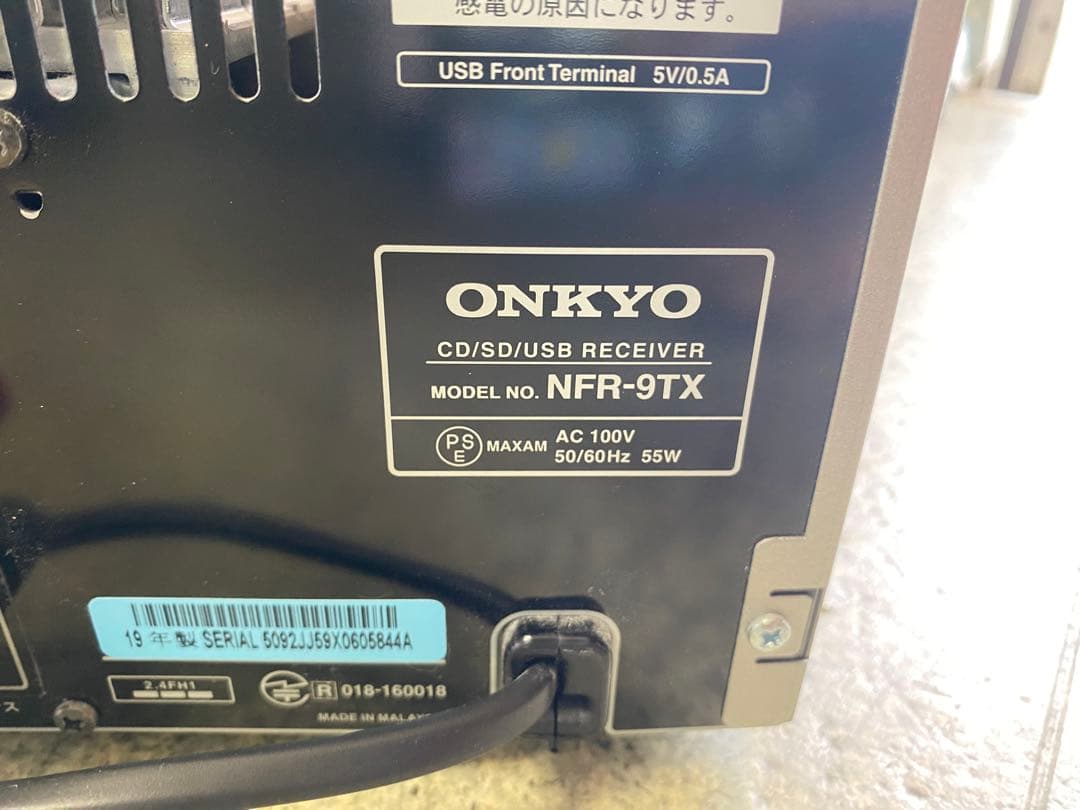 感電の原因になります。
USB Front Terminal 5V/0.5A
ONKYO
CD/SD/USB RECEIVER
MODEL NO. NFR-9TX
PS
E
MAXAM AC 100V
50/60Hz 55W
19 年製 SERIAL 5092JJ59X0605844A
2.4FH1
R 018-160018
ス
MADE IN